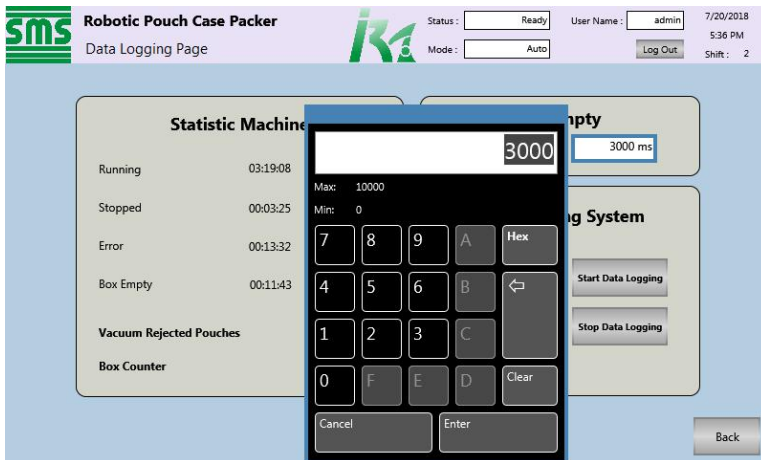 sms
Robotic Pouch Case Packer
Data Logging Page
Status :
Ready
Mode :
Auto
User Name :
admin
Log Out
7/20/2018
5:36 PM
Shift : 2
Statistic Machine
Running 03:19:08
Stopped 00:03:25
Error 00:13:32
Box Empty 00:11:43
Vacuum Rejected Pouches
Box Counter
3000
Max: 10000
Min: 0
7 8 9 A Hex
4 5 6 B
1 2 3 C
0 F E D Clear
Cancel Enter
mpty
3000 ms
ng System
Start Data Logging
Stop Data Logging
Back